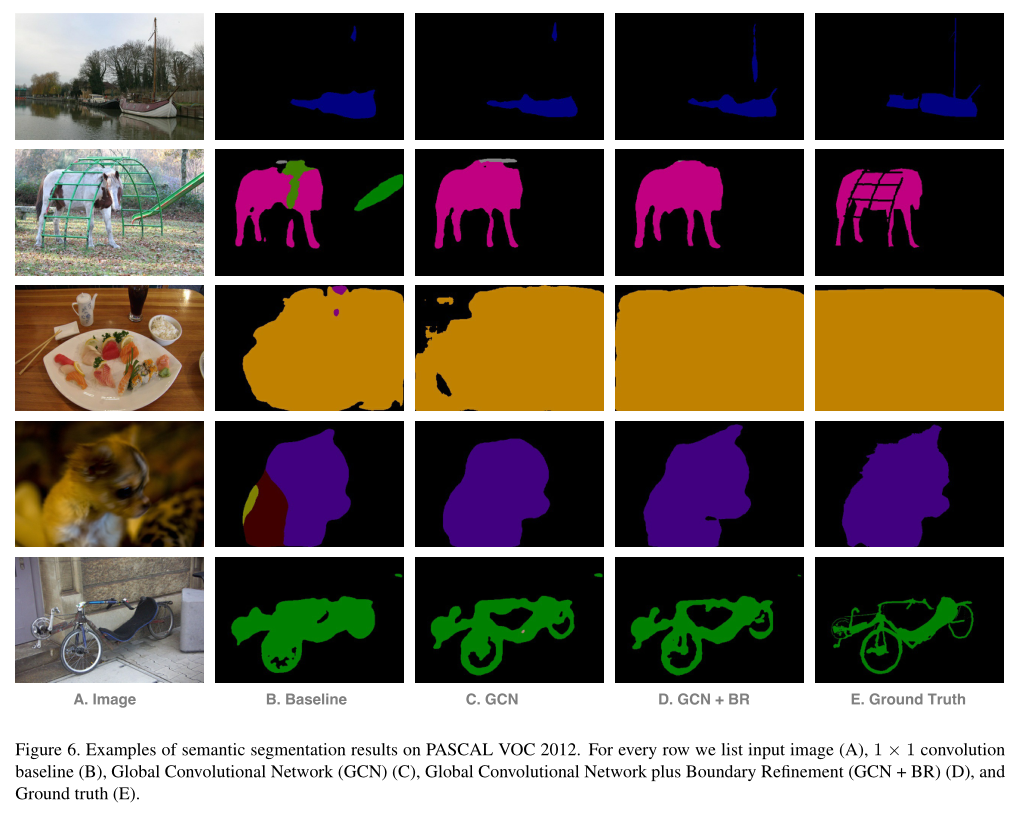 A. Image
B. Baseline
C. GCN
D. GCN + BR
E. Ground Truth
Figure 6. Examples of semantic segmentation results on PASCAL VOC 2012. For every row we list input image (A), 1 × 1 convolution
baseline (B), Global Convolutional Network (GCN) (C), Global Convolutional Network plus Boundary Refinement (GCN + BR) (D), and
Ground truth (E).